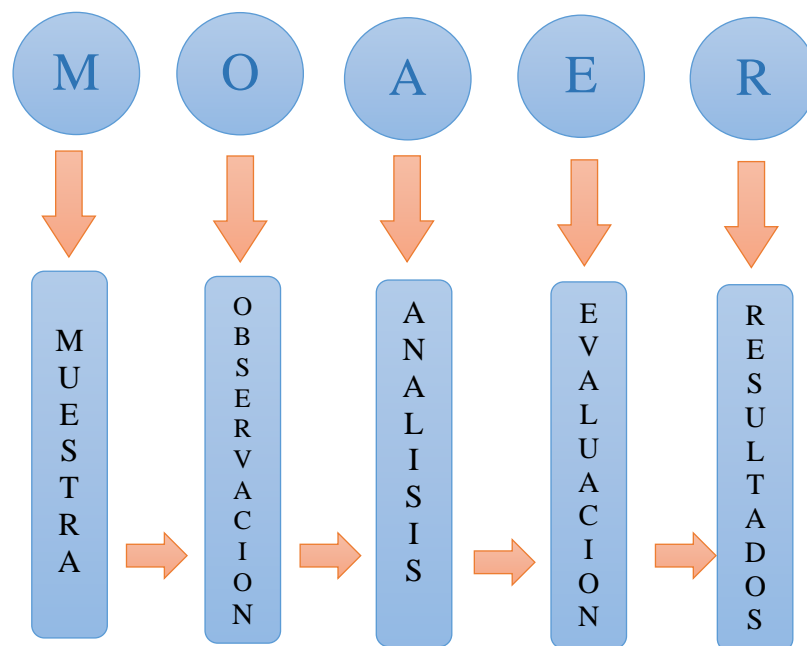 M
O
A
E
R
MUESTRA
OBSERVACION
ANALISIS
EVALUACION
RESULTADOS